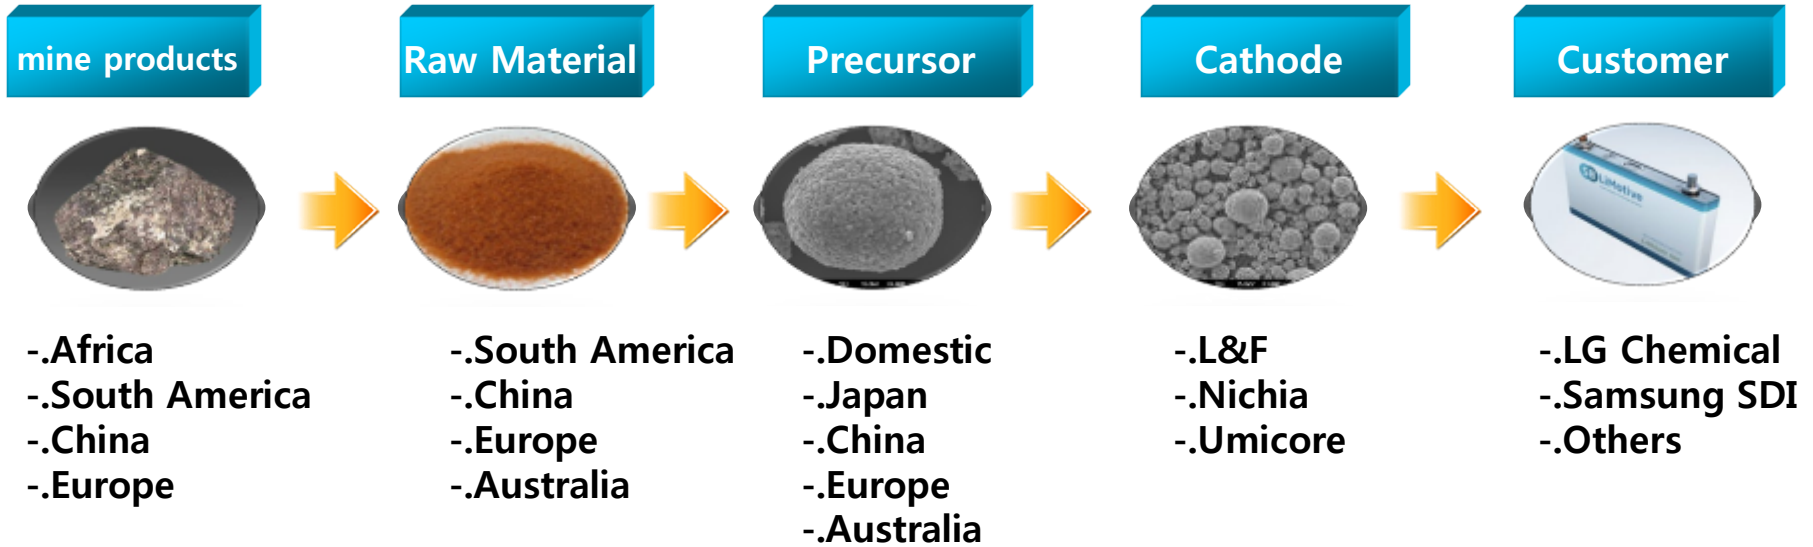 mine products
Raw Material
Precursor
Cathode
Customer
LiMotive
-.Africa
-.South America
-.China
-.Europe
-.South America
-.China
-.Europe
-.Australia
-.Domestic
-.Japan
-.China
-.Europe
-.Australia
-.L&F
-.Nichia
-.Umicore
-.LG Chemical
-.Samsung SDI
-.Others